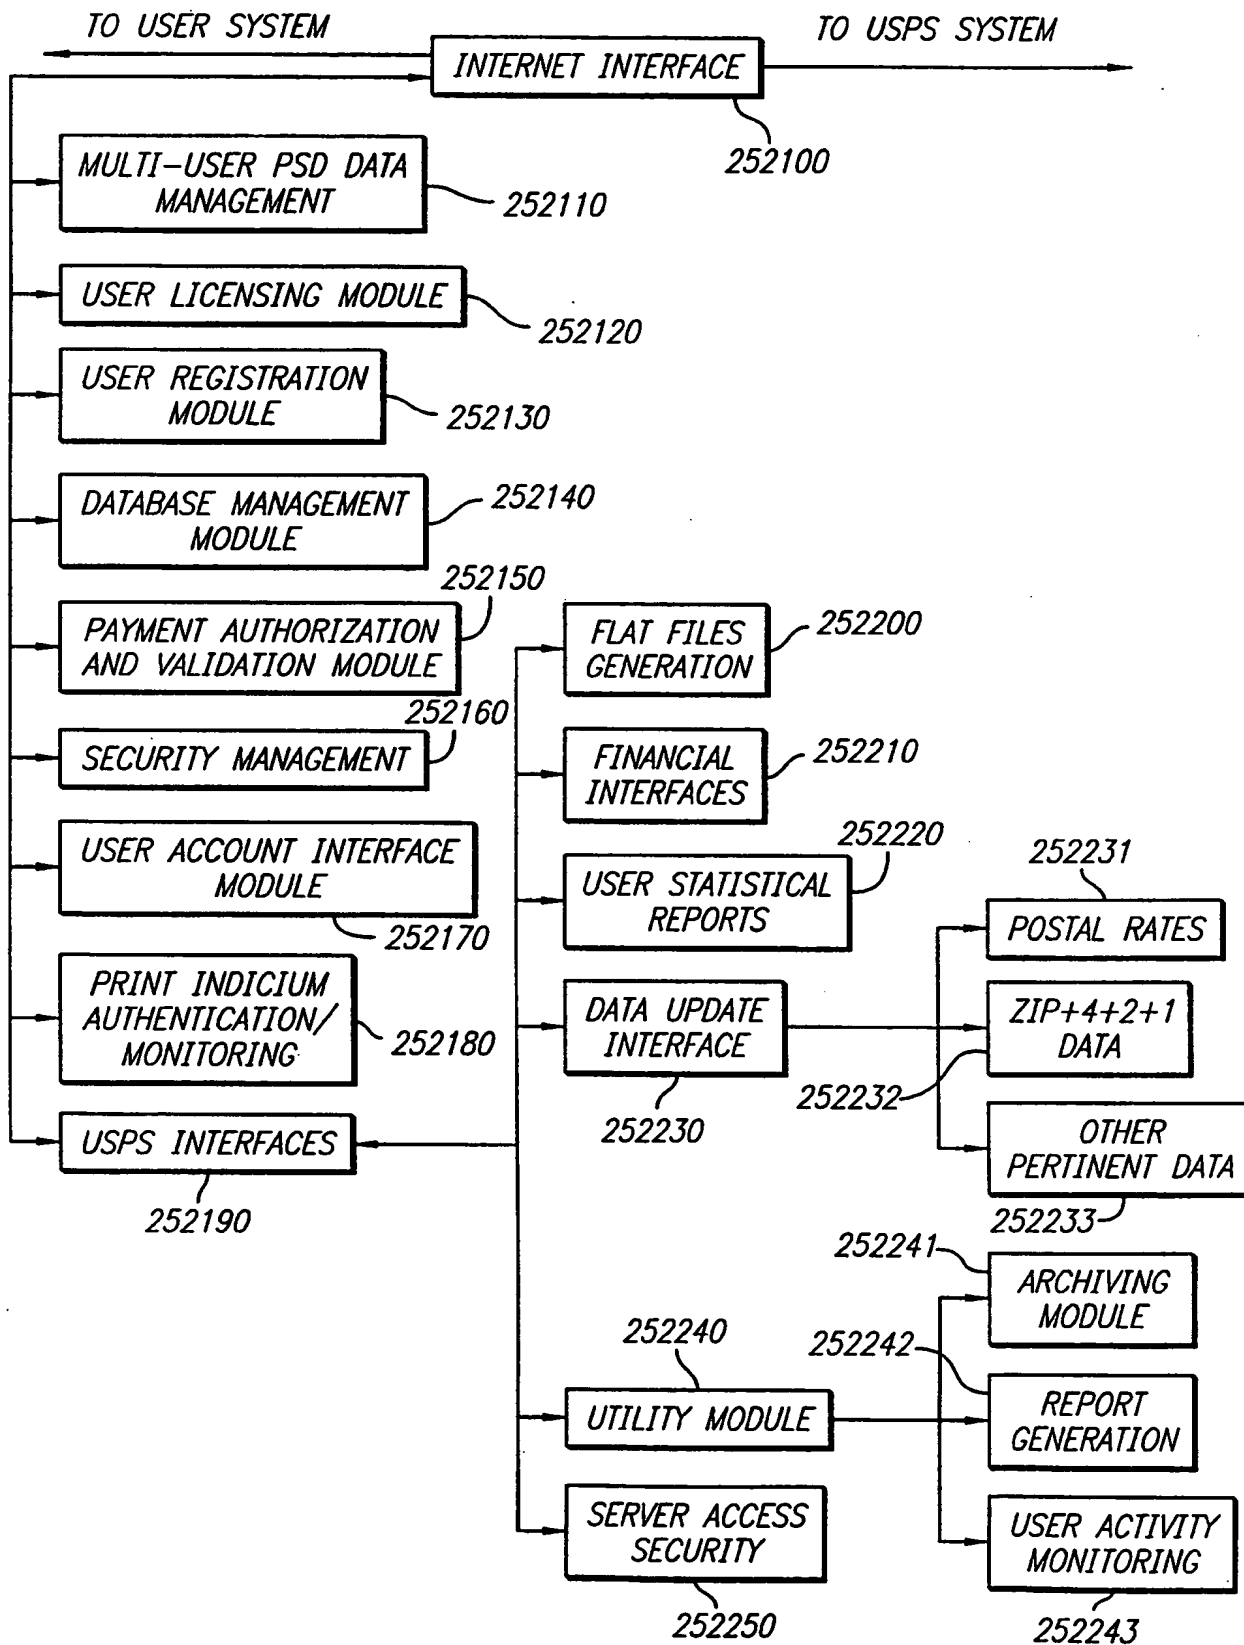 TO USER SYSTEM
TO USPS SYSTEM
INTERNET INTERFACE
252100
MULTI-USER PSD DATA
MANAGEMENT
252110
USER LICENSING MODULE
252120
USER REGISTRATION
MODULE
252130
DATABASE MANAGEMENT
MODULE
252140
252150
PAYMENT AUTHORIZATION
AND VALIDATION MODULE
252160
SECURITY MANAGEMENT
USER ACCOUNT INTERFACE
MODULE
252170
PRINT INDICIUM
AUTHENTICATION/
MONITORING
252180
USPS INTERFACES
252190
FLAT FILES
GENERATION
252200
FINANCIAL
INTERFACES
252210
252220
USER STATISTICAL
REPORTS
DATA UPDATE
INTERFACE
252230
252231
POSTAL RATES
ZIP+4+2+1
DATA
252232
OTHER
PERTINENT DATA
252233
252240
UTILITY MODULE
252241
ARCHIVING
MODULE
252242
REPORT
GENERATION
USER ACTIVITY
MONITORING
252243
SERVER ACCESS
SECURITY
252250